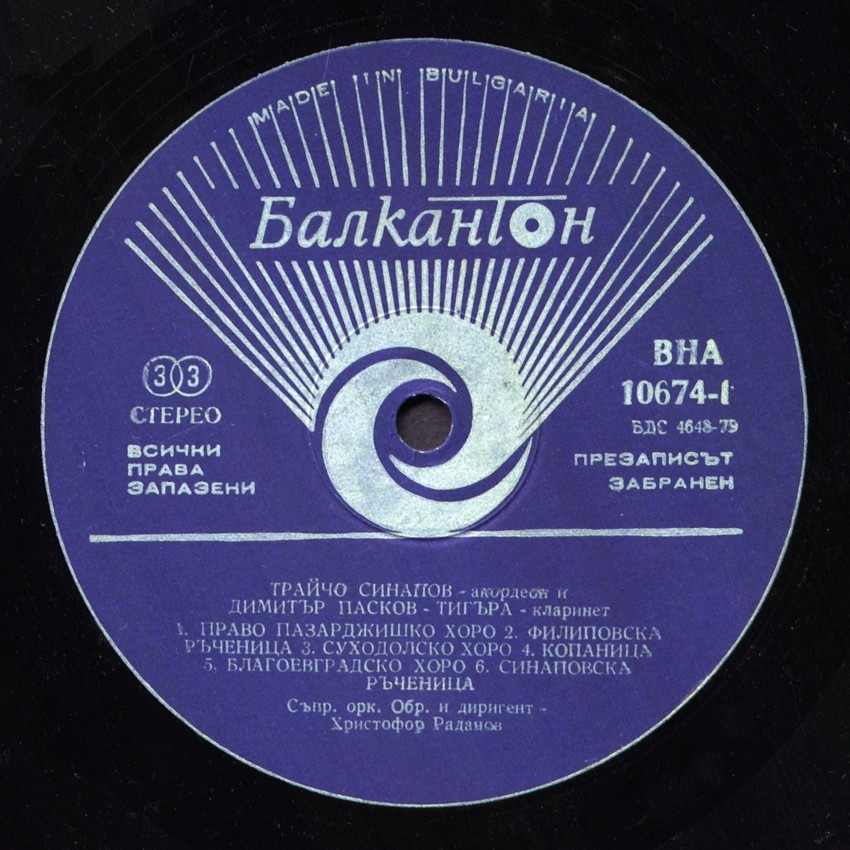 MADE IN BULGARIA
Балкантон
33
СТЕРЕО
ВСИЧКИ
ПРАВА
ЗАПАЗЕНИ
ВНА
10674-I
БДС 4648-79
ПРЕЗАПИСЪТ
ЗАБРАНЕН
ТРАЙЧО СИНАПОВ - акордеон и
ДИМИТЪР ПАСКОВ - ТИГЪРА - кларинет
1. ПРАВО ПАЗАРДЖИШКО ХОРО 2. ФИЛИПОВСКА
РЪЧЕНИЦА 3. СУХОДОЛСКО ХОРО 4. КОПАНИЦА
5. БЛАГОЕВГРАДСКО ХОРО 6. СИНАПОВСКА
РЪЧЕНИЦА
Съпр. орк. Обр. и диригент -
Христофор Раданов